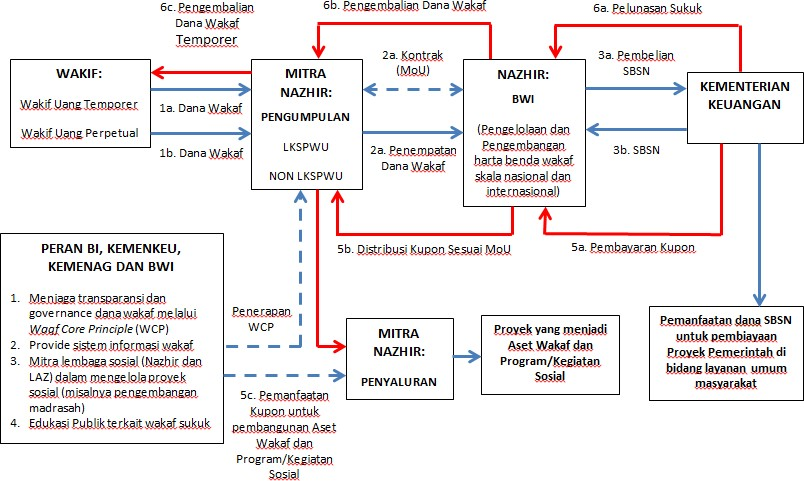 6c. Pengembalian
Dana Wakaf
Temporer
6b. Pengembalian Dana Wakaf
6a. Pelunasan Sukuk
WAKIF:
Wakif Uang Temporer
Wakif Uang Perpetual
1a. Dana Wakaf
1b. Dana Wakaf
MITRA
NAZHIR:
PENGUMPULAN
LKSPWU
NON LKSPWU
2a. Kontrak
(MoU)
2a. Penempatan
Dana Wakaf
NAZHIR:
BWI
(Pengelolaan dan
Pengembangan
harta benda wakaf
skala nasional dan
internasional)
3a. Pembelian
SBSN
3b. SBSN
KEMENTERIAN
KEUANGAN
5b. Distribusi Kupon Sesuai MoU
5a. Pembayaran Kupon
PERAN BI, KEMENKEU,
KEMENAG DAN BWI
1. Menjaga transparansi dan
governance dana wakaf melalui
Waqf Core Principle (WCP)
2. Provide sistem informasi wakaf
3. Mitra lembaga sosial (Nazhir dan
LAZ) dalam mengelola proyek
sosial (misalnya pengembangan
madrasah)
4. Edukasi Publik terkait wakaf sukuk
Penerapan
WCP
5c. Pemanfaatan
Kupon untuk
pembangunan Aset
Wakaf dan
Program/Kegiatan
Sosial
MITRA
NAZHIR:
PENYALURAN
Proyek yang menjadi
Aset Wakaf dan
Program/Kegiatan
Sosial
Pemanfaatan dana SBSN
untuk pembiayaan
Proyek Pemerintah di
bidang layanan umum
masyarakat